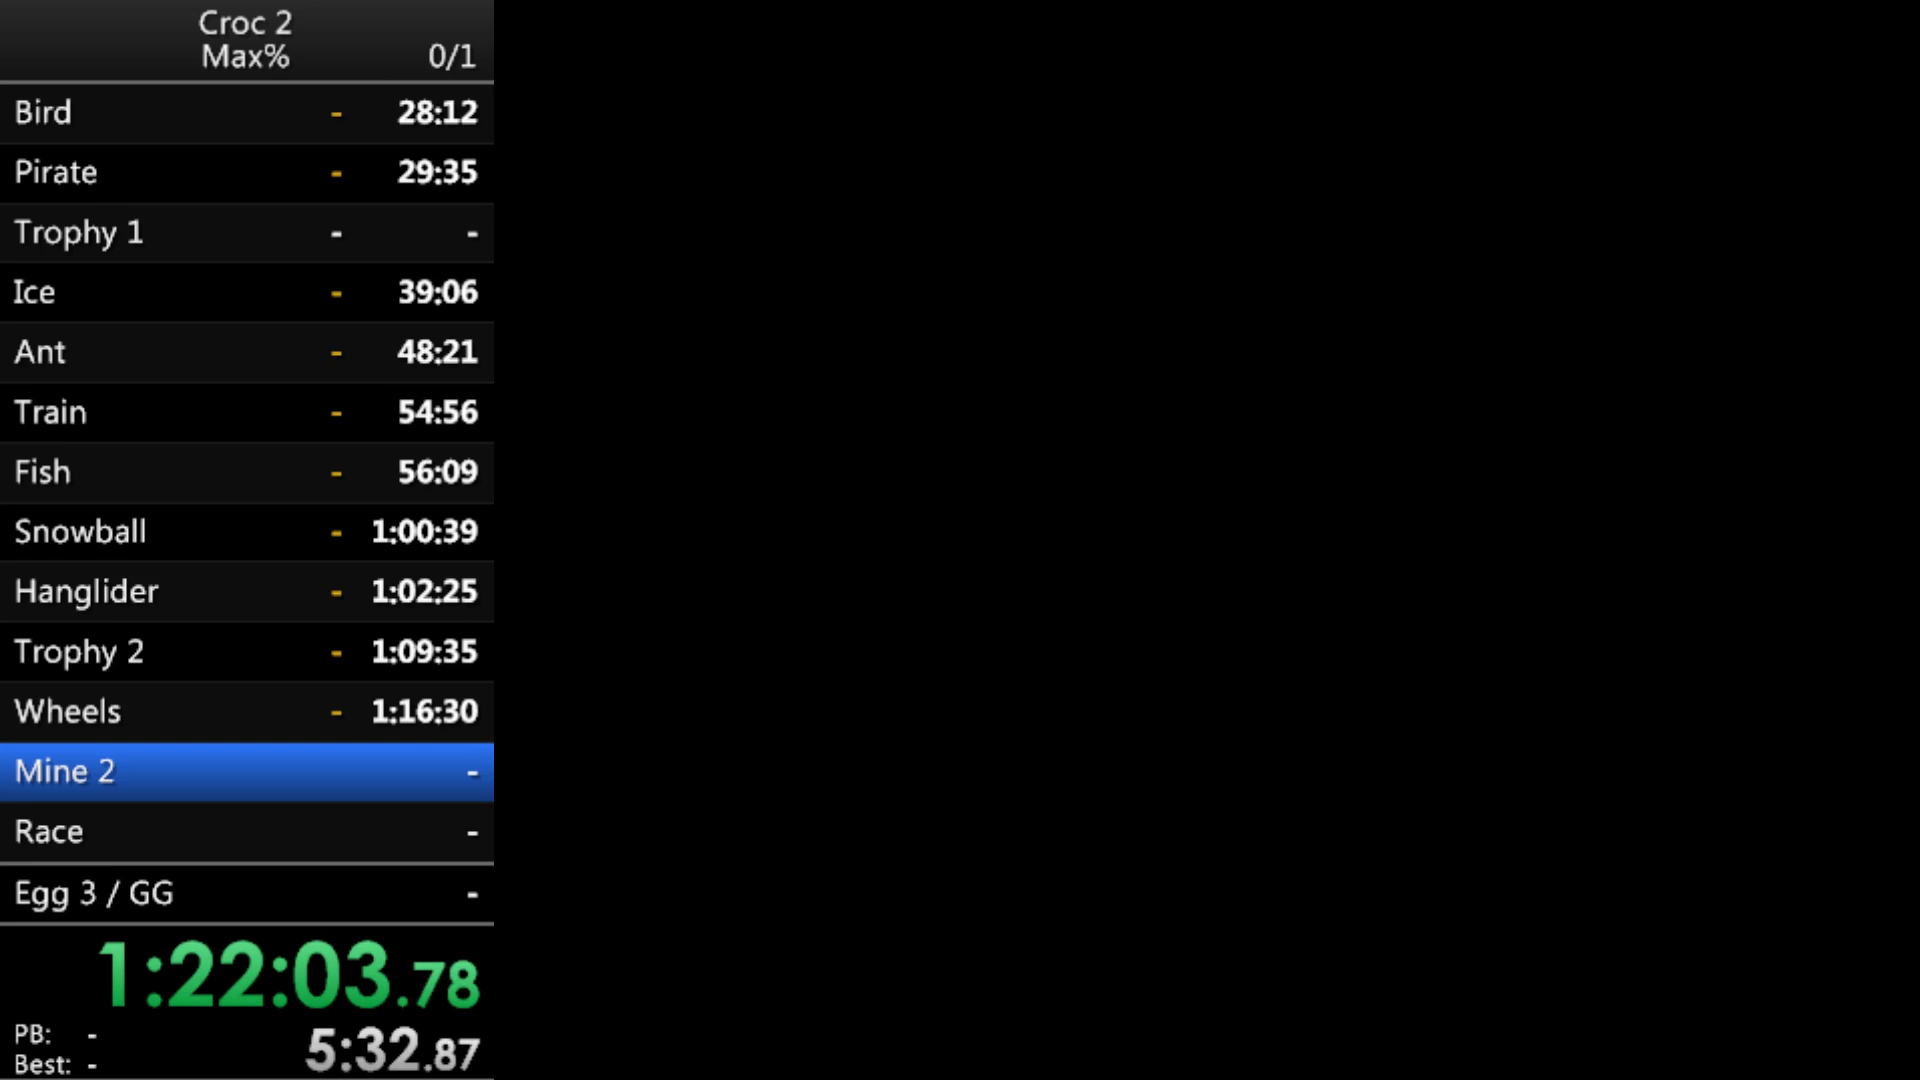 Croc 2
Max% 0/1
Bird - 28:12
Pirate - 29:35
Trophy 1 - -
Ice - 39:06
Ant - 48:21
Train - 54:56
Fish - 56:09
Snowball - 1:00:39
Hanglider - 1:02:25
Trophy 2 - 1:09:35
Wheels - 1:16:30
Mine 2 -
Race -
Egg 3 / GG -
1:22:03.78
PB: -
Best: - 5:32.87